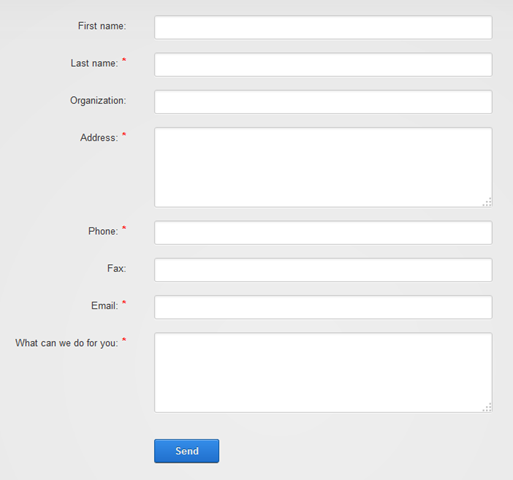 First name:
Last name: *
Organization:
Address: *
Phone: *
Fax:
Email: *
What can we do for you: *
Send